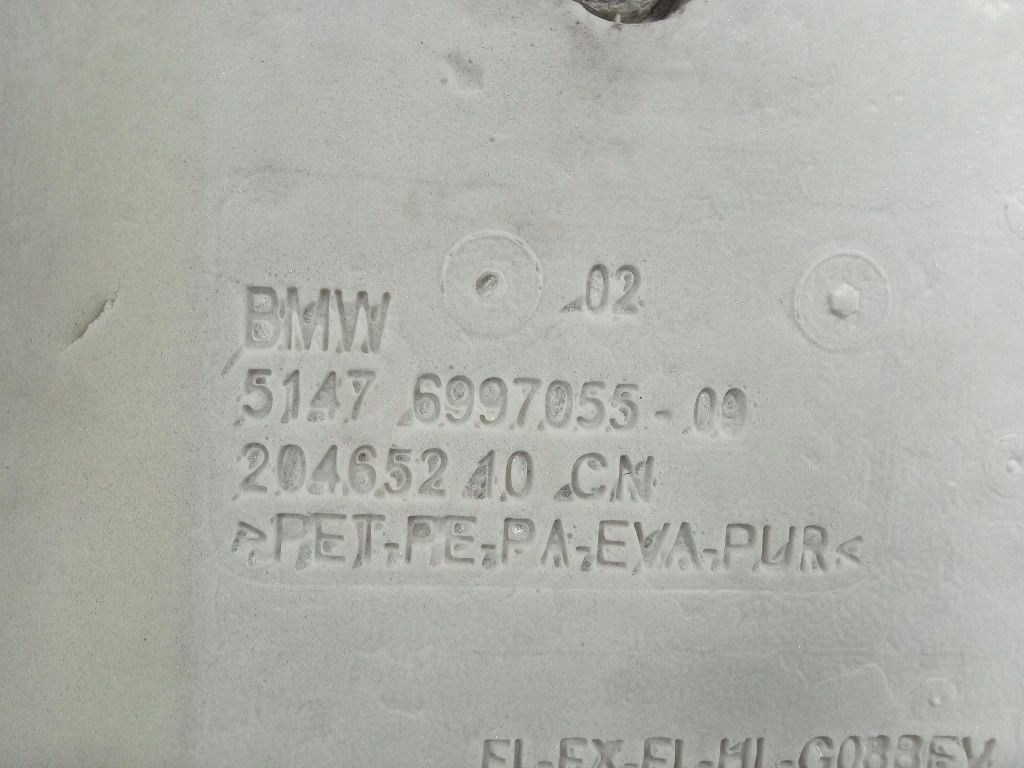 BMW 02
5147 6997055-09
204652 10 CN
>PET-PE-PA-EVA-PUR<